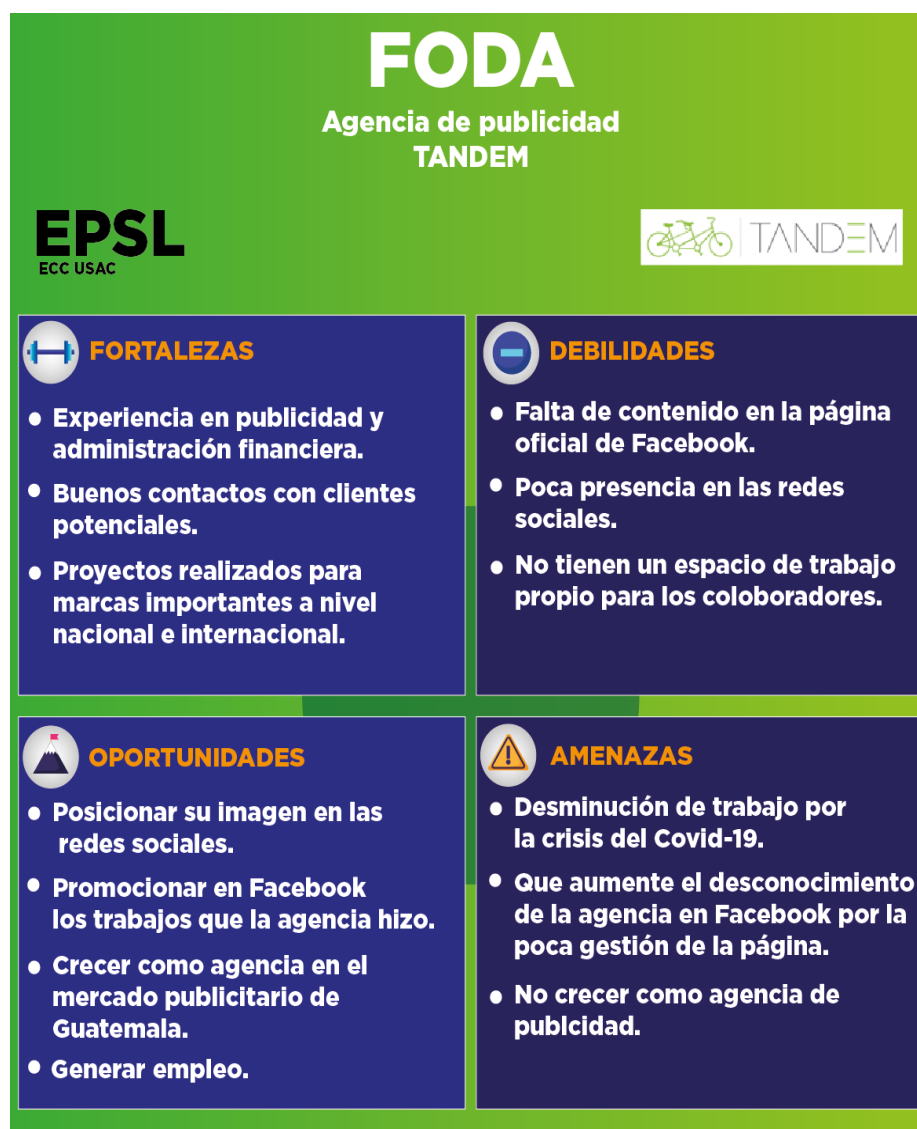 FODA
Agencia de publicidad
TANDEM
EPSL
ECC USAC
TANDEM
FORTALEZAS
• Experiencia en publicidad y
administración financiera.
• Buenos contactos con clientes
potenciales.
• Proyectos realizados para
marcas importantes a nivel
nacional e internacional.
DEBILIDADES
• Falta de contenido en la página
oficial de Facebook.
• Poca presencia en las redes
sociales.
• No tienen un espacio de trabajo
propio para los coloboradores.
OPORTUNIDADES
• Posicionar su imagen en las
redes sociales.
• Promocionar en Facebook
los trabajos que la agencia hizo.
• Crecer como agencia en el
mercado publicitario de
Guatemala.
• Generar empleo.
AMENAZAS
• Desminución de trabajo por
la crisis del Covid-19.
• Que aumente el desconocimiento
de la agencia en Facebook por la
poca gestión de la página.
• No crecer como agencia de
publcidad.